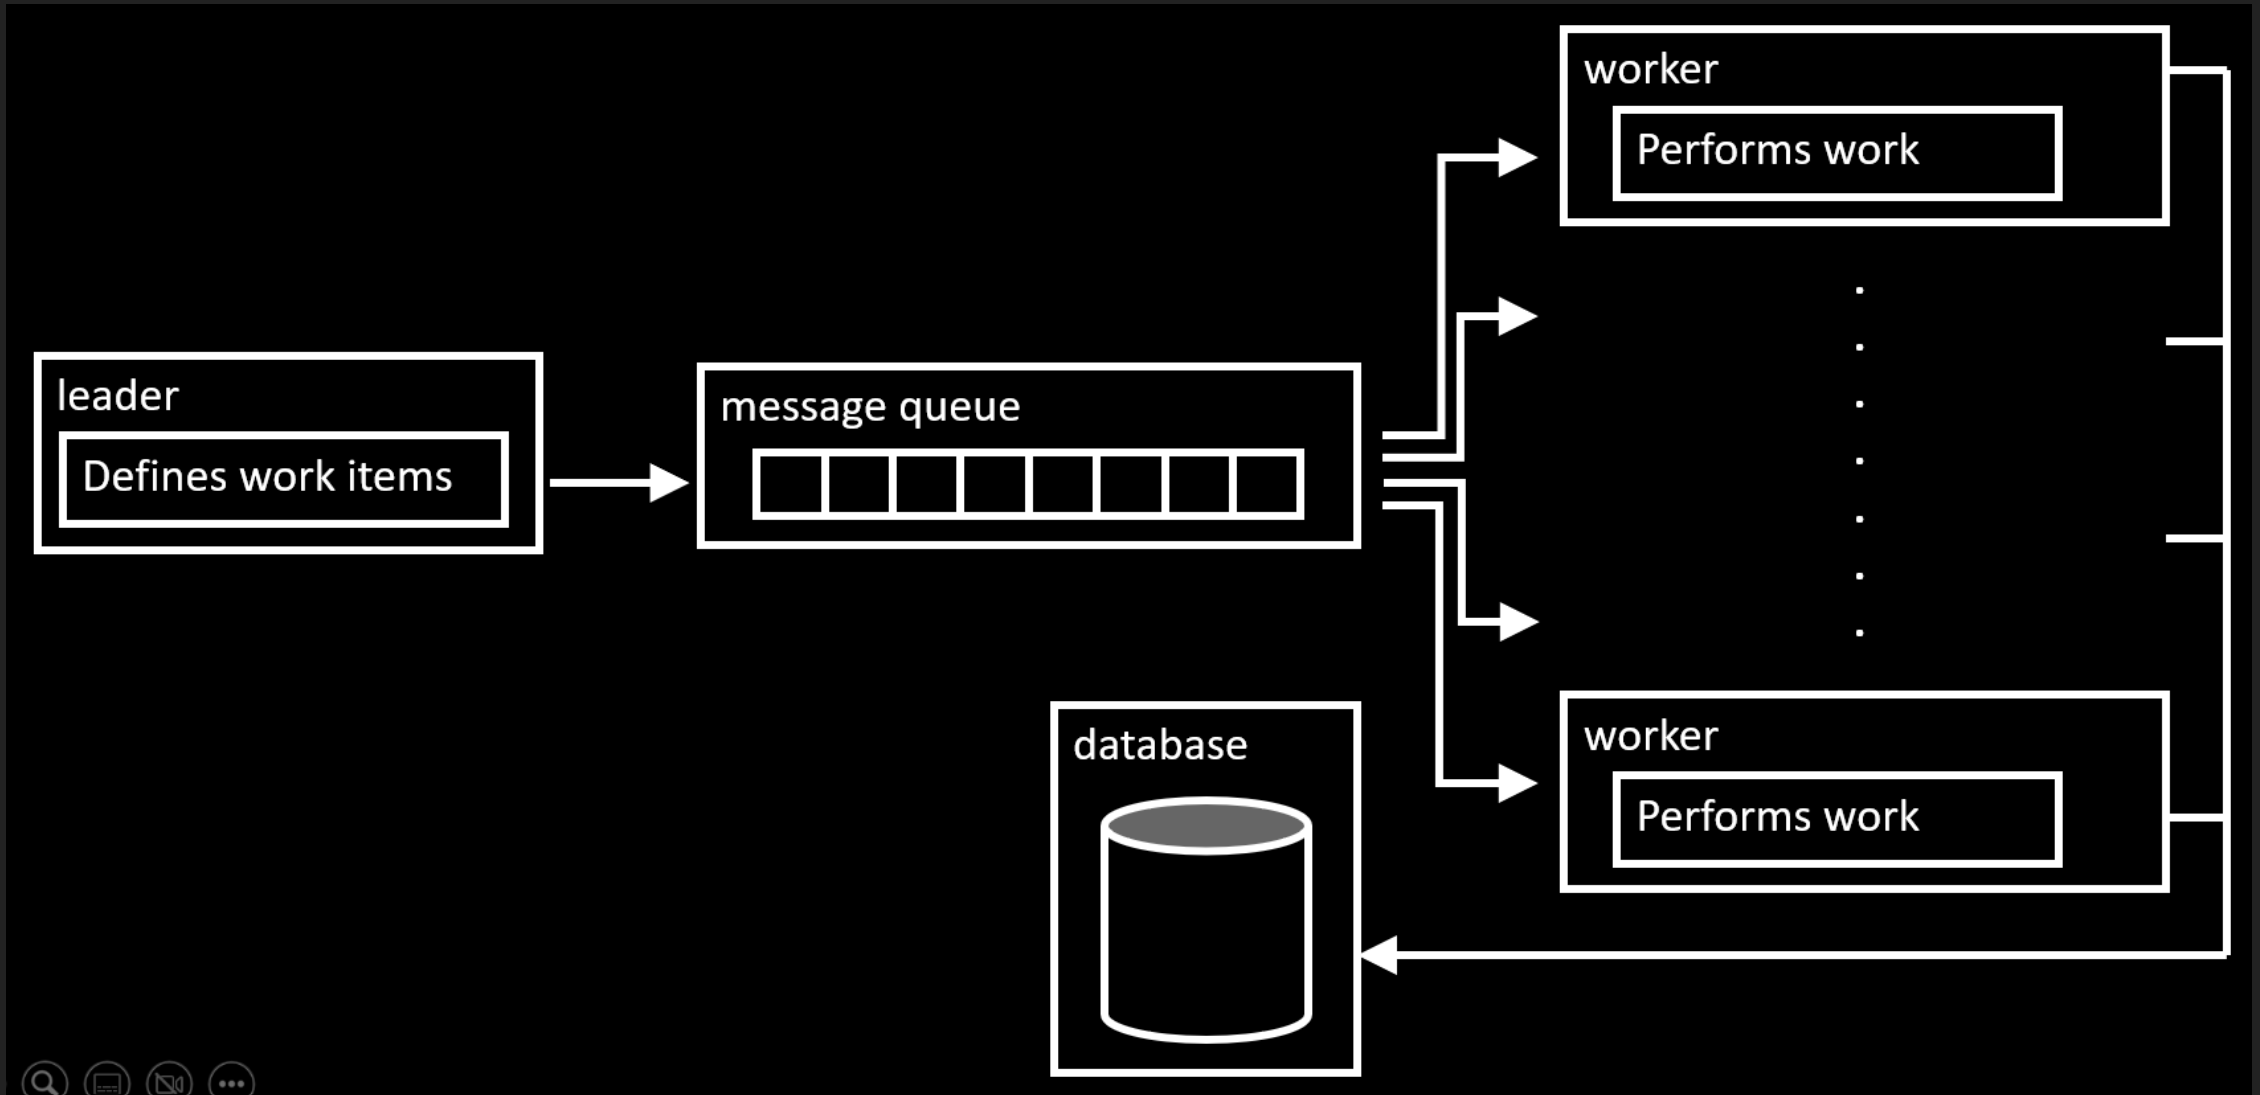 worker
Performs work
leader
Defines work items
message queue
database
worker
Performs work